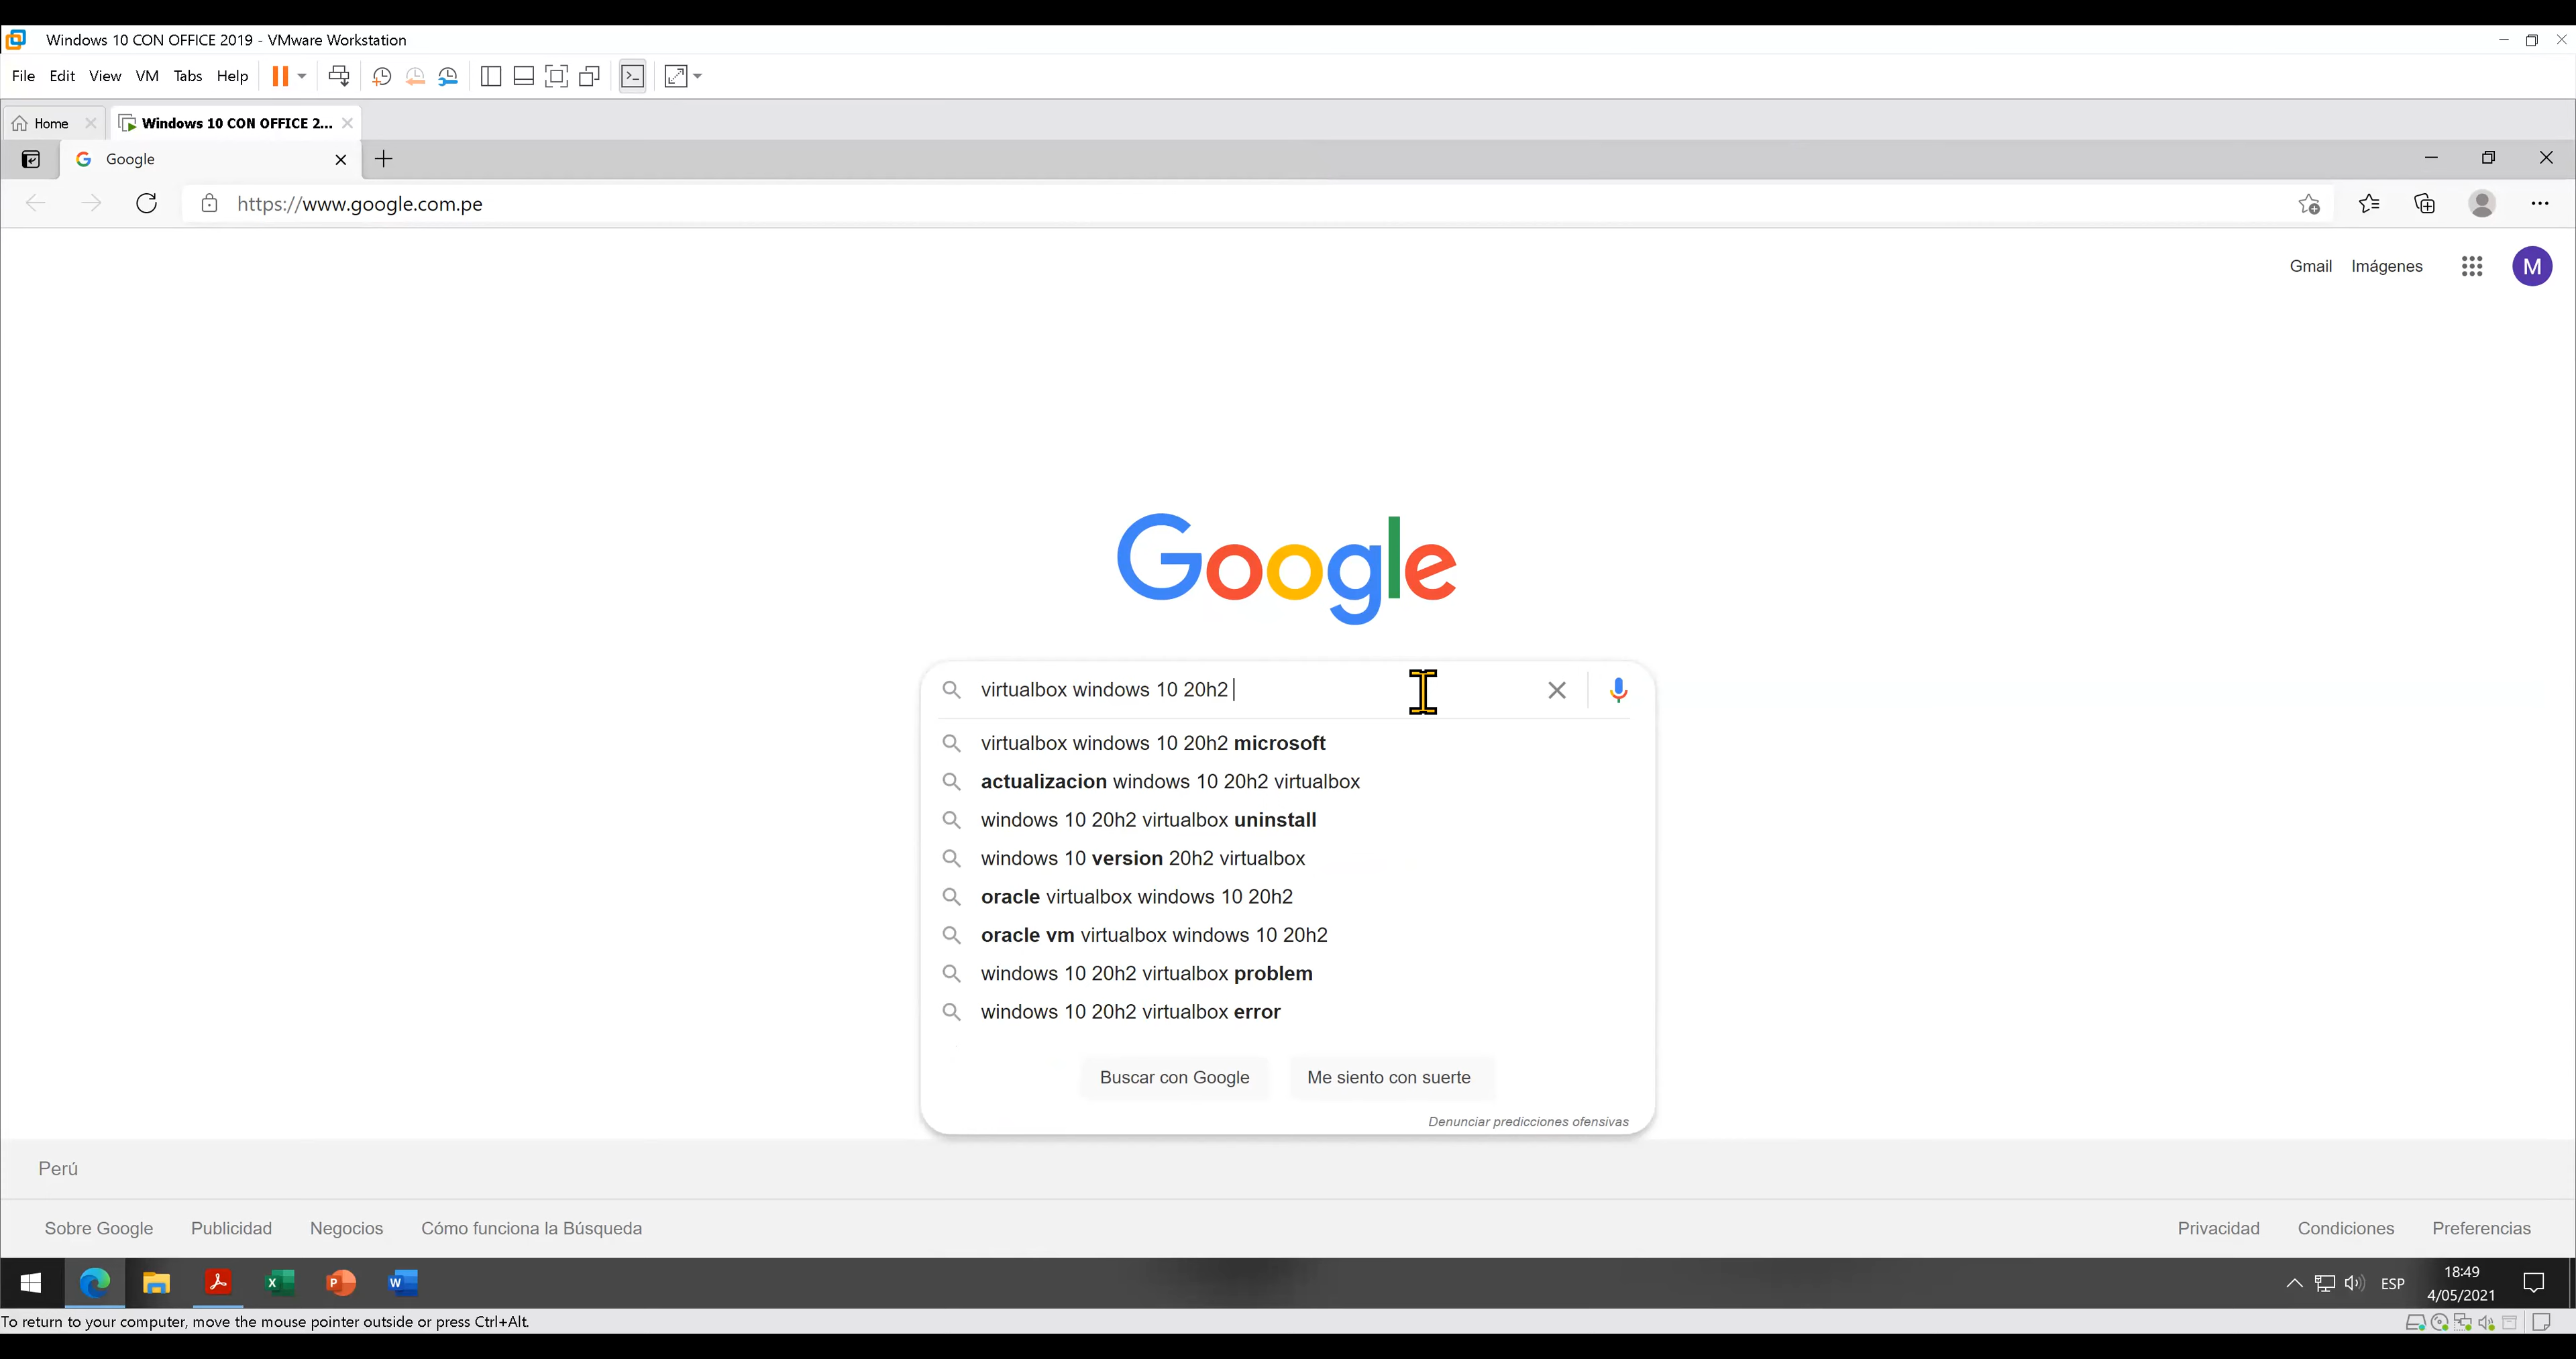 Windows 10 CON OFFICE 2019 - VMware Workstation
File Edit View VM Tabs Help
Home Windows 10 CON OFFICE 2...
Google
https://www.google.com.pe
Gmail Imágenes M
Google
virtualbox windows 10 20h2
virtualbox windows 10 20h2 microsoft
actualizacion windows 10 20h2 virtualbox
windows 10 20h2 virtualbox uninstall
windows 10 version 20h2 virtualbox
oracle virtualbox windows 10 20h2
oracle vm virtualbox windows 10 20h2
windows 10 20h2 virtualbox problem
windows 10 20h2 virtualbox error
Buscar con Google Me siento con suerte
Denunciar predicciones ofensivas
Perú
Sobre Google Publicidad Negocios Cómo funciona la Búsqueda Privacidad Condiciones Preferencias
ESP 18:49
4/05/2021
To return to your computer, move the mouse pointer outside or press Ctrl+Alt.